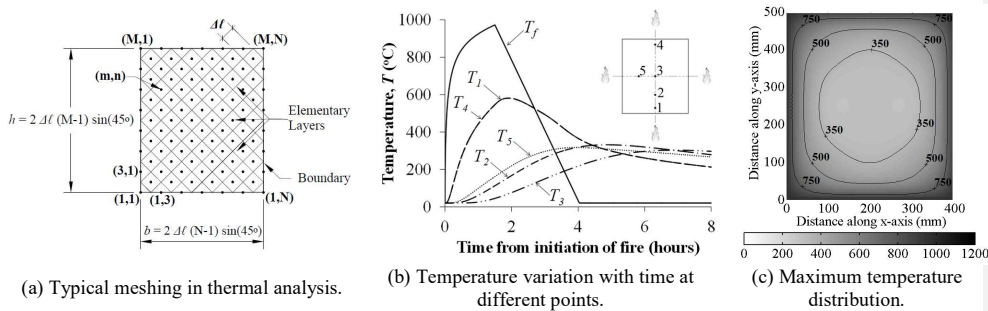 Δℓ
(M,1)
(M,N)
(m,n)
Elementary
Layers
h = 2 Δℓ (M-1) sin(45º)
(3,1)
Boundary
(1,1)
(1,3)
(1,N)
b = 2 Δℓ (N-1) sin(45º)
(a) Typical meshing in thermal analysis.
Temperature, T (ºC)
1000
800
600
400
200
0
Tf
T1
T4
T5
T2
T3
4
5
3
2
1
0
2
4
6
8
Time from initiation of fire (hours)
(b) Temperature variation with time at
different points.
Distance along y-axis (mm)
500
400
300
200
100
0
750
750
500
350
500
350
350
500
500
750
750
0
100
200
300
400
Distance along x-axis (mm)
0
200
400
600
800
1000
1200
(c) Maximum temperature
distribution.